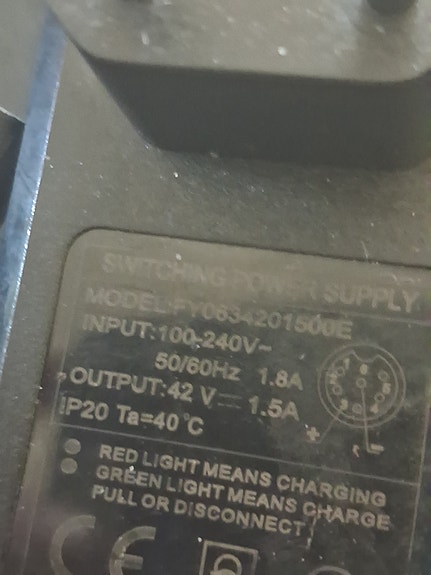 SWITCHING POWER SUPPLY
MODEL:FY0634201500E
INPUT:100-240V~
50/60Hz 1.8A
OUTPUT:42 V⎓1.5A
IP20 Ta=40°C
+ -
RED LIGHT MEANS CHARGING
GREEN LIGHT MEANS CHARGE
PULL OR DISCONNECT
CE